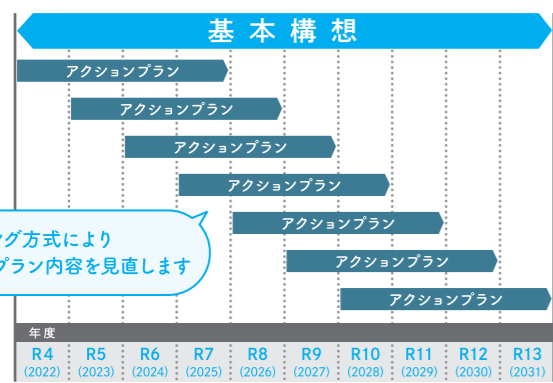 基本構想
アクションプラン
アクションプラン
アクションプラン
アクションプラン
アクションプラン
アクションプラン
アクションプラン
グ方式により
プラン内容を見直します
年度
R4 R5 R6 R7 R8 R9 R10 R11 R12 R13
(2022) (2023) (2024) (2025) (2026) (2027) (2028) (2029) (2030) (2031)